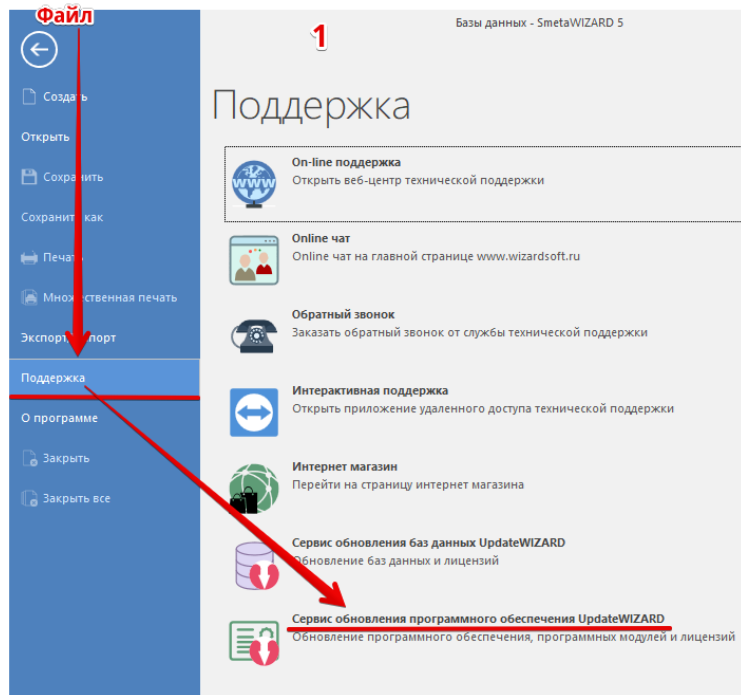 Файл
1
Базы данных - SmetaWIZARD 5
Создать
Открыть
Сохранить
Сохранить как
Печать
Множественная печать
Экспорт/Импорт
Поддержка
О программе
Закрыть
Закрыть все
Поддержка
On-line поддержка
Открыть веб-центр технической поддержки
WWW
Online чат
Online чат на главной странице www.wizardsoft.ru
Обратный звонок
Заказать обратный звонок от службы технической поддержки
Интерактивная поддержка
Открыть приложение удаленного доступа технической поддержки
Интернет магазин
Перейти на страницу интернет магазина
Сервис обновления баз данных UpdateWIZARD
Обновление баз данных и лицензий
Сервис обновления программного обеспечения UpdateWIZARD
Обновление программного обеспечения, программных модулей и лицензий